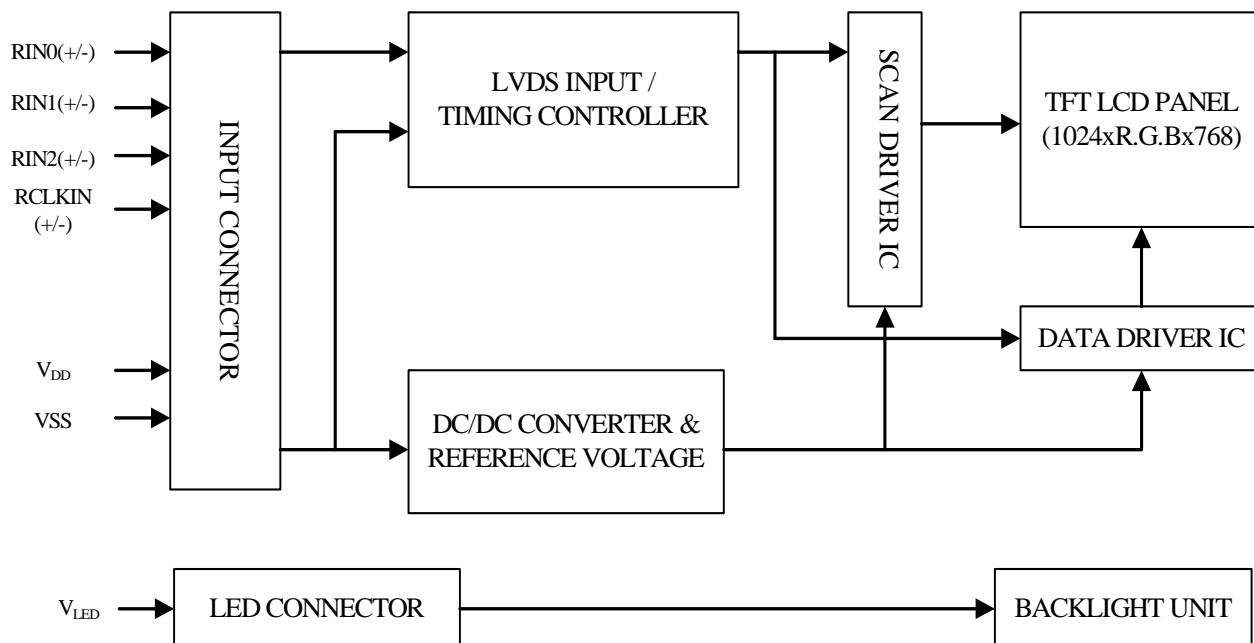 RIN0(+/-)
RIN1(+/-)
RIN2(+/-)
RCLKIN
(+/-)
VDD
VSS
INPUT CONNECTOR
LVDS INPUT /
TIMING CONTROLLER
DC/DC CONVERTER &
REFERENCE VOLTAGE
SCAN DRIVER IC
TFT LCD PANEL
(1024xR.G.Bx768)
DATA DRIVER IC
VLED
LED CONNECTOR
BACKLIGHT UNIT